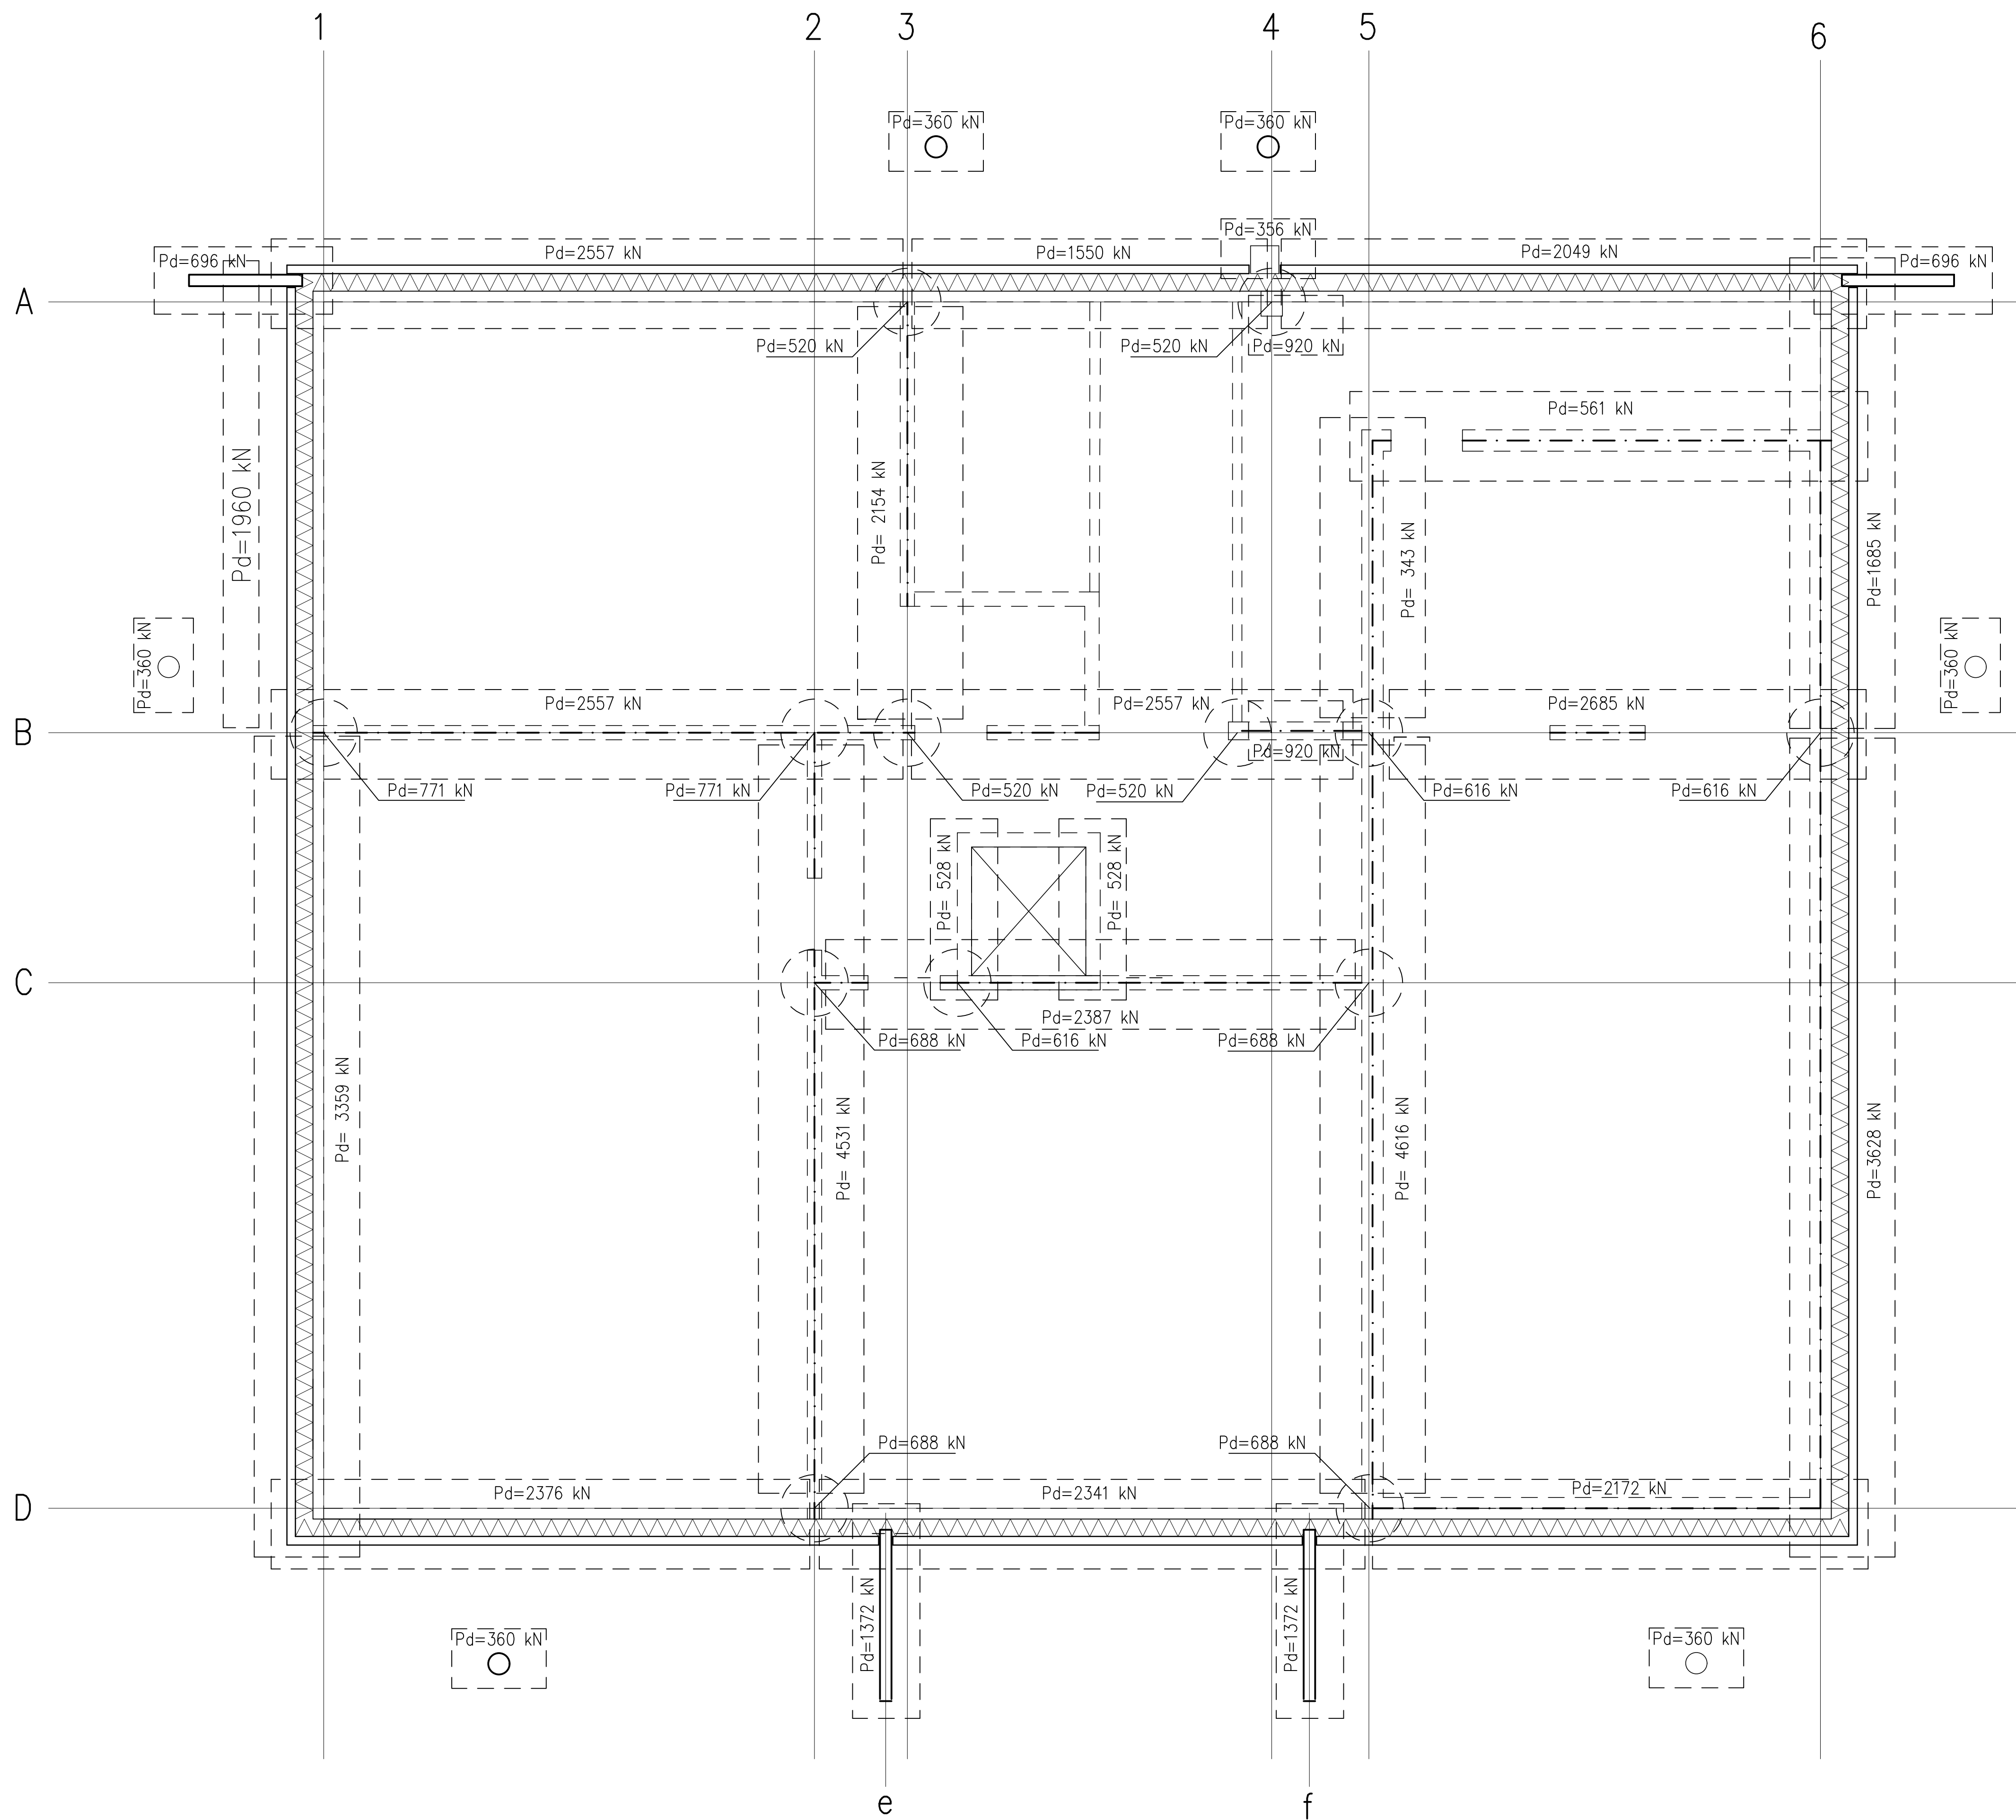 1
2
3
4
5
6
Pd=360 kN
Pd=360 kN
Pd=356 kN
Pd=696 kN
Pd=2557 kN
Pd=1550 kN
Pd=2049 kN
Pd=696 kN
A
Pd=520 kN
Pd=520 kN
Pd=920 kN
Pd=561 kN
Pd=1960 kN
Pd= 2154 kN
Pd= 343 kN
Pd=1685 kN
Pd=360 kN
Pd=360 kN
Pd=2557 kN
Pd=2557 kN
Pd=2685 kN
B
Pd=920 kN
Pd=771 kN
Pd=771 kN
Pd=520 kN
Pd=520 kN
Pd=616 kN
Pd=616 kN
Pd= 528 kN
Pd= 528 kN
C
Pd=2387 kN
Pd=688 kN
Pd=616 kN
Pd=688 kN
Pd= 3359 kN
Pd= 4531 kN
Pd= 4616 kN
Pd=3628 kN
Pd=688 kN
Pd=688 kN
Pd=2376 kN
Pd=2341 kN
Pd=2172 kN
D
Pd=1372 kN
Pd=1372 kN
Pd=360 kN
Pd=360 kN
e
f